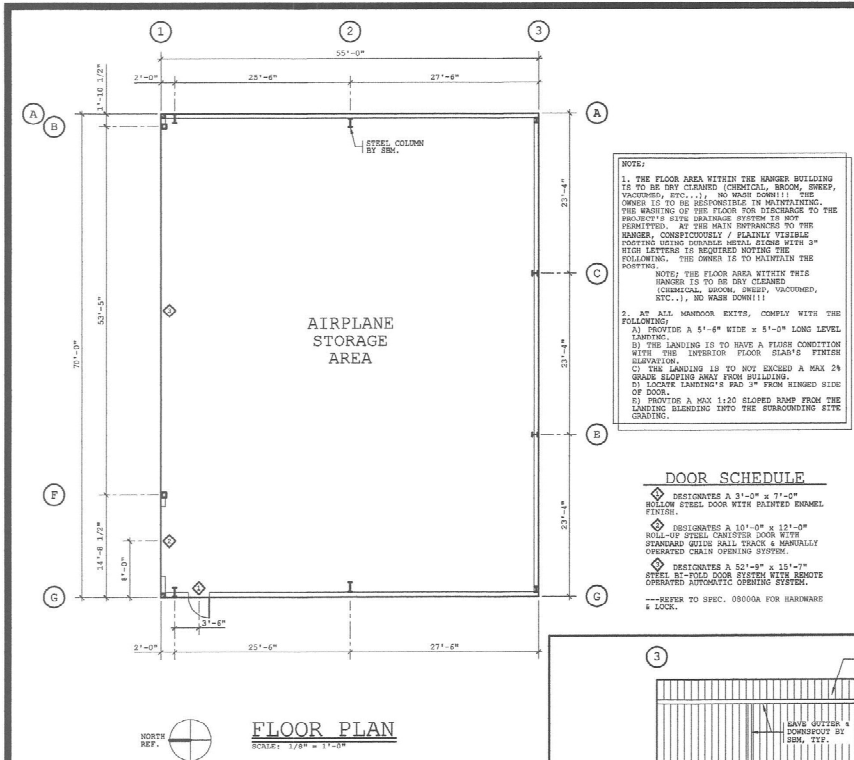 1 2 3
55'-0"
2'-0" 25'-6" 27'-6"
1'-10 1/2"
A A
B
STEEL COLUMN
BY SBM.
23'-4"
C
53'-5"
70'-0"
3
AIRPLANE
STORAGE
AREA
23'-4"
E
F
14'-8 1/2"
8'-0"
2
23'-4"
1
G G
3'-6"
2'-0" 25'-6" 27'-6"
NORTH
REF.
FLOOR PLAN
SCALE: 1/8" = 1'-0"
NOTE;
1. THE FLOOR AREA WITHIN THE HANGER BUILDING
IS TO BE DRY CLEANED (CHEMICAL, BROOM, SWEEP,
VACUUMED, ETC...), NO WASH DOWN!!! THE
OWNER IS TO BE RESPONSIBLE IN MAINTAINING.
THE WASHING OF THE FLOOR FOR DISCHARGE TO THE
PROJECT'S SITE DRAINAGE SYSTEM IS NOT
PERMITTED. AT THE MAIN ENTRANCES TO THE
HANGER, CONSPICUOUSLY / PLAINLY VISIBLE
POSTING USING DURABLE METAL SIGNS WITH 3"
HIGH LETTERS IS REQUIRED NOTING THE
FOLLOWING. THE OWNER IS TO MAINTAIN THE
POSTING.
NOTE; THE FLOOR AREA WITHIN THIS
HANGER IS TO BE DRY CLEANED
(CHEMICAL, BROOM, SWEEP, VACUUMED,
ETC..), NO WASH DOWN!!!
2. AT ALL MANDOOR EXITS, COMPLY WITH THE
FOLLOWING;
A) PROVIDE A 5'-6" WIDE x 5'-0" LONG LEVEL
LANDING.
B) THE LANDING IS TO HAVE A FLUSH CONDITION
WITH THE INTERIOR FLOOR SLAB'S FINISH
ELEVATION.
C) THE LANDING IS TO NOT EXCEED A MAX 2%
GRADE SLOPING AWAY FROM BUILDING.
D) LOCATE LANDING'S PAD 3" FROM HINGED SIDE
OF DOOR.
E) PROVIDE A MAX 1:20 SLOPED RAMP FROM THE
LANDING BLENDING INTO THE SURROUNDING SITE
GRADING.
DOOR SCHEDULE
1 DESIGNATES A 3'-0" x 7'-0"
HOLLOW STEEL DOOR WITH PAINTED ENAMEL
FINISH.
2 DESIGNATES A 10'-0" x 12'-0"
ROLL-UP STEEL CANISTER DOOR WITH
STANDARD GUIDE RAIL TRACK & MANUALLY
OPERATED CHAIN OPENING SYSTEM.
3 DESIGNATES A 52'-9" x 15'-7"
STEEL BI-FOLD DOOR SYSTEM WITH REMOTE
OPERATED AUTOMATIC OPENING SYSTEM.
---REFER TO SPEC. 08000A FOR HARDWARE
& LOCK.
3
EAVE GUTTER &
DOWNSPOUT BY
SBM, TYP.